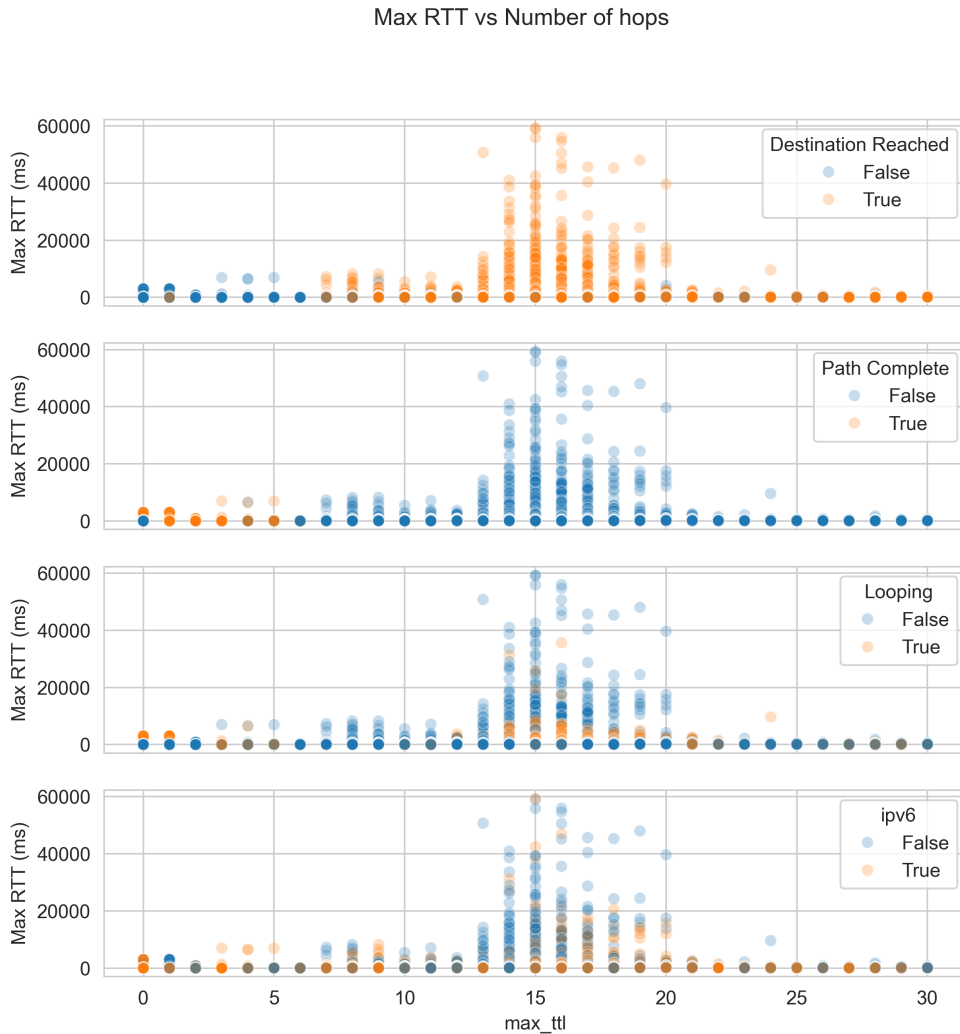 Max RTT vs Number of hops
60000
40000
20000
0
Max RTT (ms)
Destination Reached
False
True
60000
40000
20000
0
Max RTT (ms)
Path Complete
False
True
60000
40000
20000
0
Max RTT (ms)
Looping
False
True
60000
40000
20000
0
Max RTT (ms)
ipv6
False
True
0 5 10 15 20 25 30
max_ttl